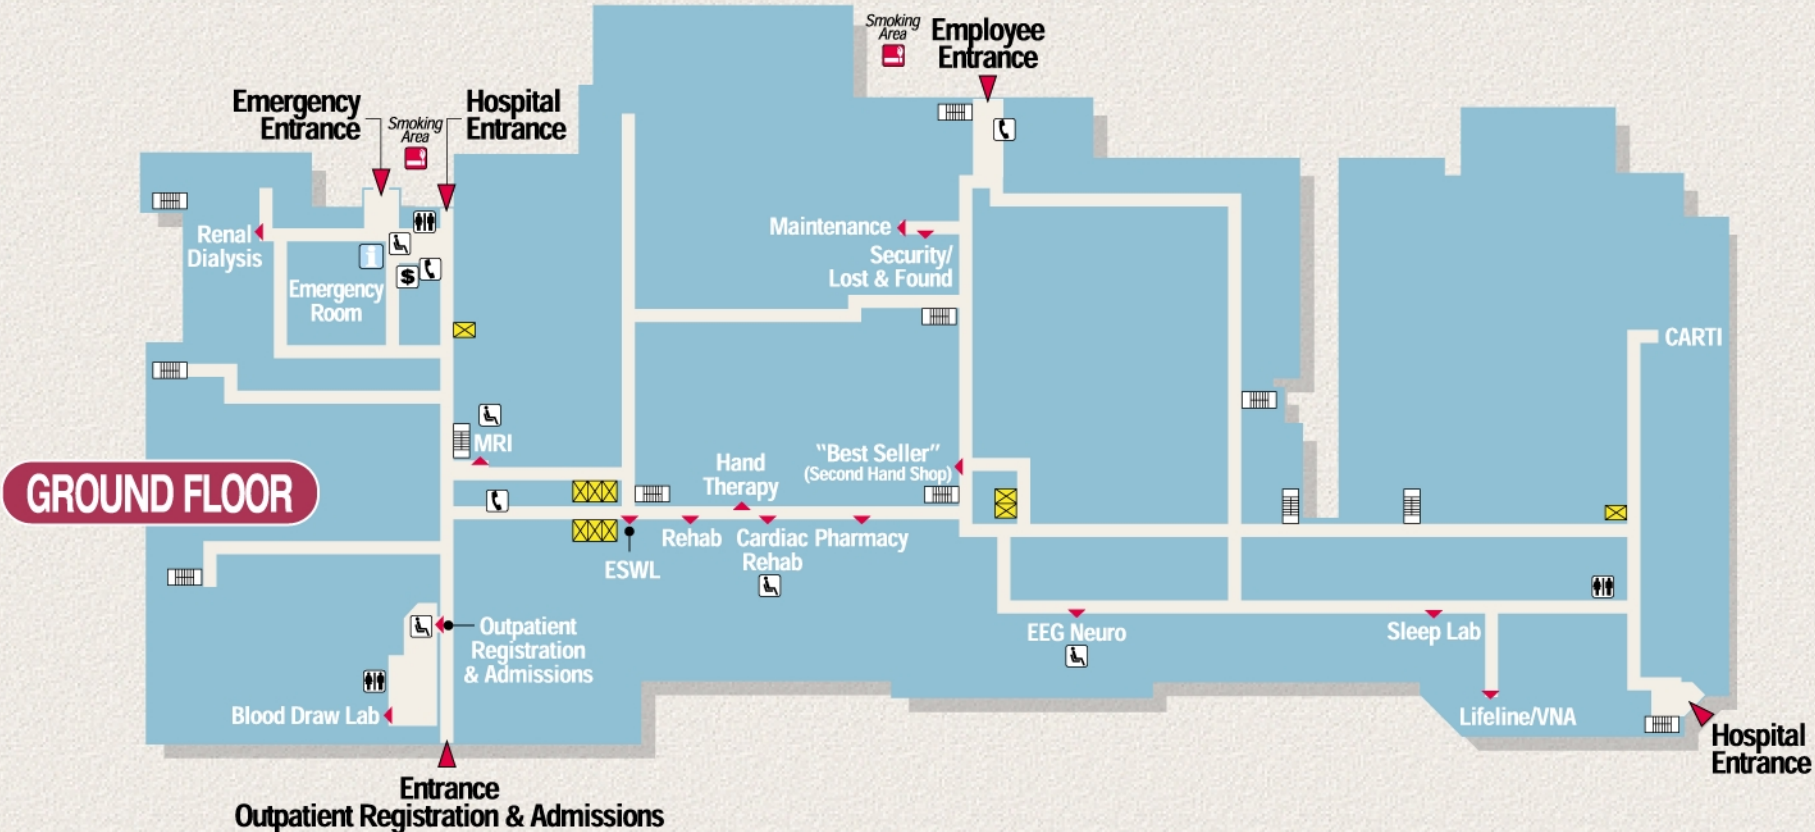 Smoking
Area
Employee
Entrance
Emergency
Entrance
Smoking
Area
Hospital
Entrance
Renal
Dialysis
Maintenance
Security/
Lost & Found
i
$
Emergency
Room
CARTI
MRI
"Best Seller"
(Second Hand Shop)
Hand
Therapy
GROUND FLOOR
Rehab
Cardiac
Rehab
Pharmacy
ESWL
Outpatient
Registration
& Admissions
EEG Neuro
Sleep Lab
Blood Draw Lab
Lifeline/VNA
Hospital
Entrance
Entrance
Outpatient Registration & Admissions